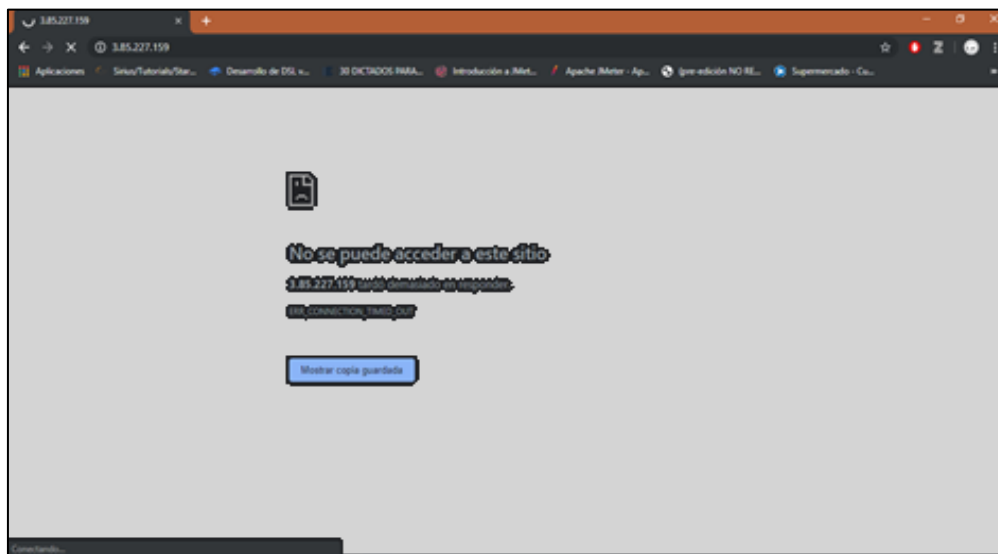 3.85.227.159
3.85.227.159
Aplicaciones Sirius/Tutorials/Star... Desarrollo de DSL v... 30 DICTADOS PARA... Introducción a JMet... Apache JMeter - Ap... (pre-edición NO RE... Supermercado - Co...
No se puede acceder a este sitio
3.85.227.159 tardó demasiado en responder.
ERR_CONNECTION_TIMED_OUT
Mostrar copia guardada
Conectando...